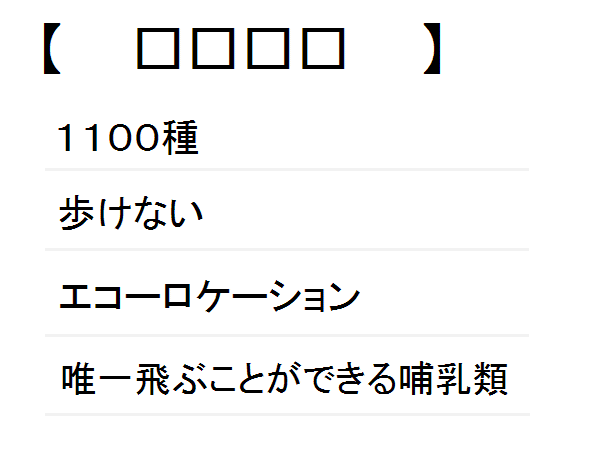 【　□□□□　】
１１００種
歩けない
エコーロケーション
唯一飛ぶことができる哺乳類